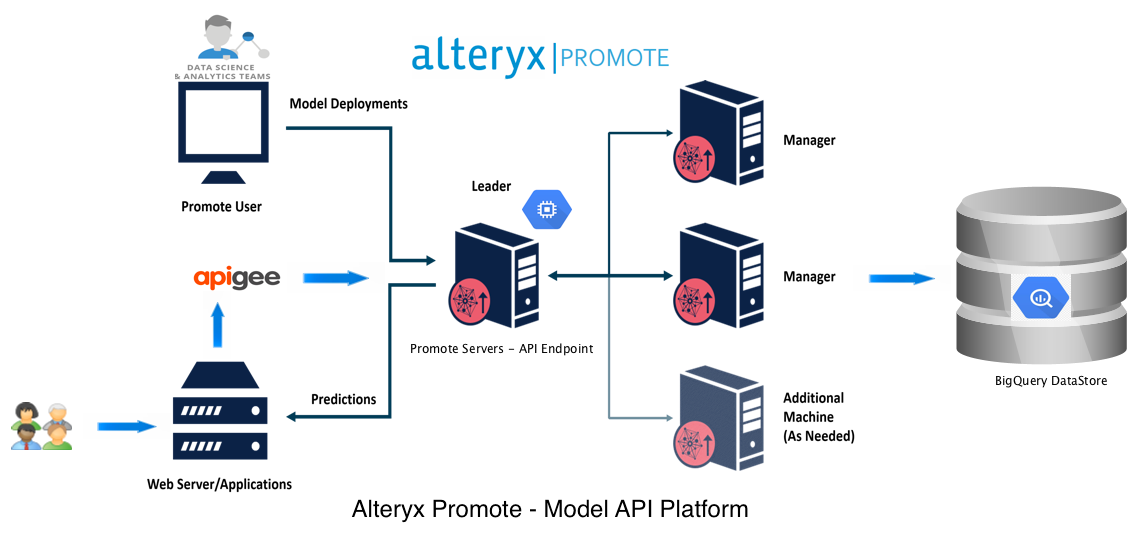 DATA SCIENCE
& ANALYTICS TEAMS
alteryx | PROMOTE
Model Deployments
Promote User
Leader
Manager
apigee
Manager
Promote Servers – API Endpoint
BigQuery DataStore
Predictions
Additional
Machine
(As Needed)
Web Server/Applications
Alteryx Promote - Model API Platform